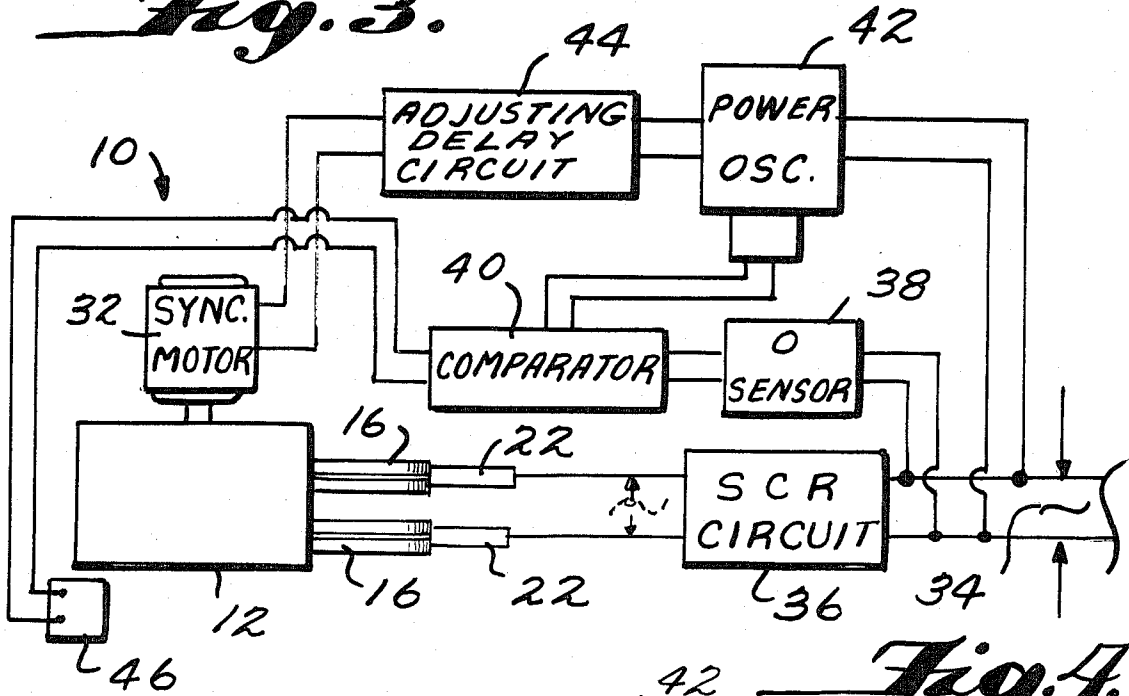 Fig. 3.
44
42
ADJUSTING
DELAY
CIRCUIT
POWER
OSC.
10
40
38
32
SYNC.
MOTOR
COMPARATOR
O
SENSOR
16
22
SCR
CIRCUIT
16
22
36
34
12
46
42
Fig. 4.